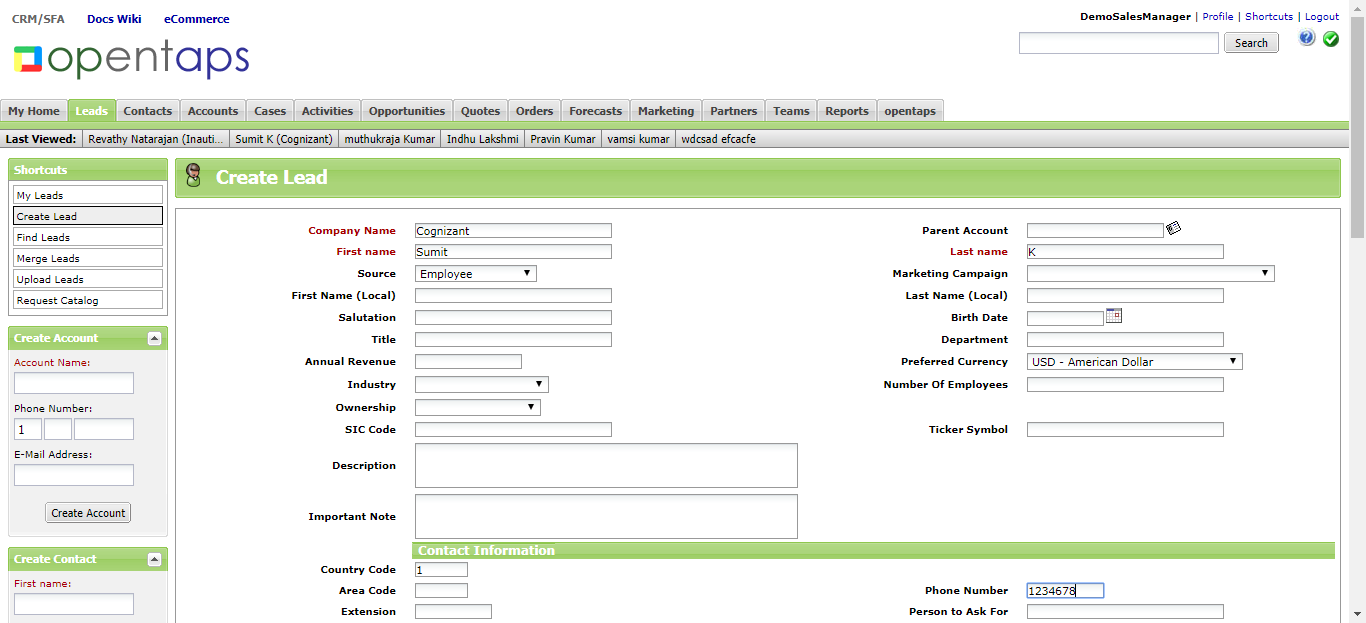 CRM/SFA Docs Wiki eCommerce
DemoSalesManager | Profile | Shortcuts | Logout
opentaps
Search
My Home Leads Contacts Accounts Cases Activities Opportunities Quotes Orders Forecasts Marketing Partners Teams Reports opentaps
Last Viewed: Revathy Natarajan (Inauti... Sumit K (Cognizant) muthukraja Kumar Indhu Lakshmi Pravin Kumar vamsi kumar wdcsad efcacfe
Shortcuts
My Leads
Create Lead
Find Leads
Merge Leads
Upload Leads
Request Catalog
Create Account
Account Name:
Phone Number:
1
E-Mail Address:
Create Account
Create Contact
First name:
Create Lead
Company Name Cognizant Parent Account
First name Sumit Last name K
Source Employee Marketing Campaign
First Name (Local) Last Name (Local)
Salutation Birth Date
Title Department
Annual Revenue Preferred Currency USD - American Dollar
Industry Number Of Employees
Ownership
SIC Code Ticker Symbol
Description
Important Note
Contact Information
Country Code 1
Area Code Phone Number 1234678
Extension Person to Ask For